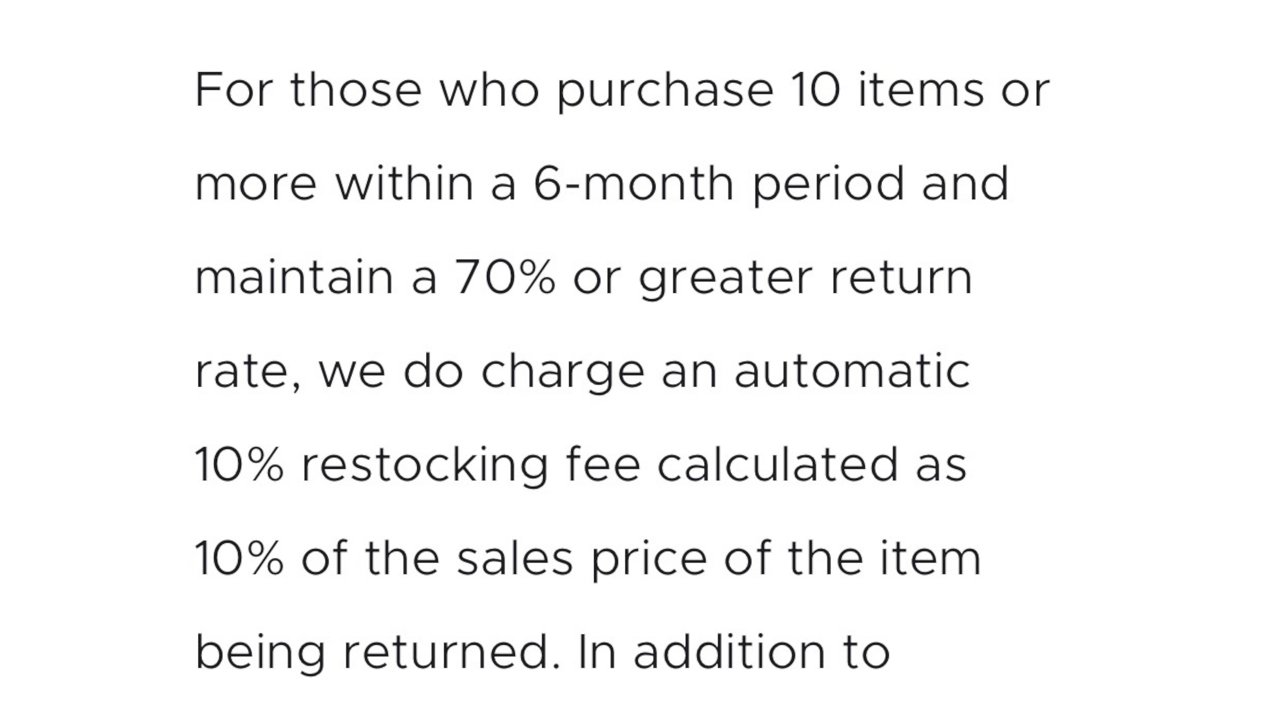 For those who purchase 10 items or
more within a 6-month period and
maintain a 70% or greater return
rate, we do charge an automatic
10% restocking fee calculated as
10% of the sales price of the item
being returned. In addition to